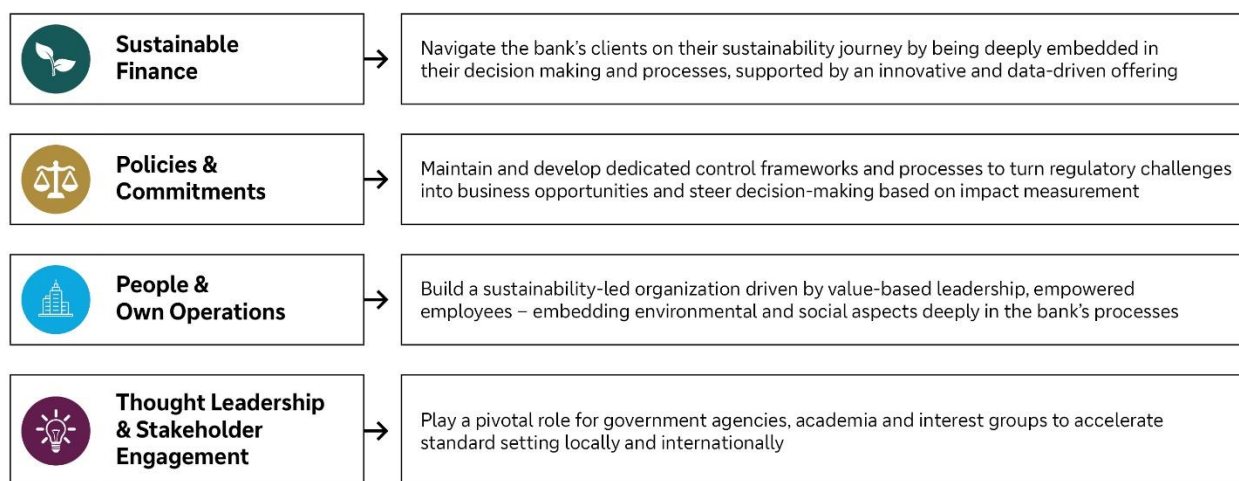 Sustainable
Finance
Navigate the bank's clients on their sustainability journey by being deeply embedded in
their decision making and processes, supported by an innovative and data-driven offering
Policies &
Commitments
Maintain and develop dedicated control frameworks and processes to turn regulatory challenges
into business opportunities and steer decision-making based on impact measurement
People &
Own Operations
Build a sustainability-led organization driven by value-based leadership, empowered
employees – embedding environmental and social aspects deeply in the bank's processes
Thought Leadership
& Stakeholder
Engagement
Play a pivotal role for government agencies, academia and interest groups to accelerate
standard setting locally and internationally